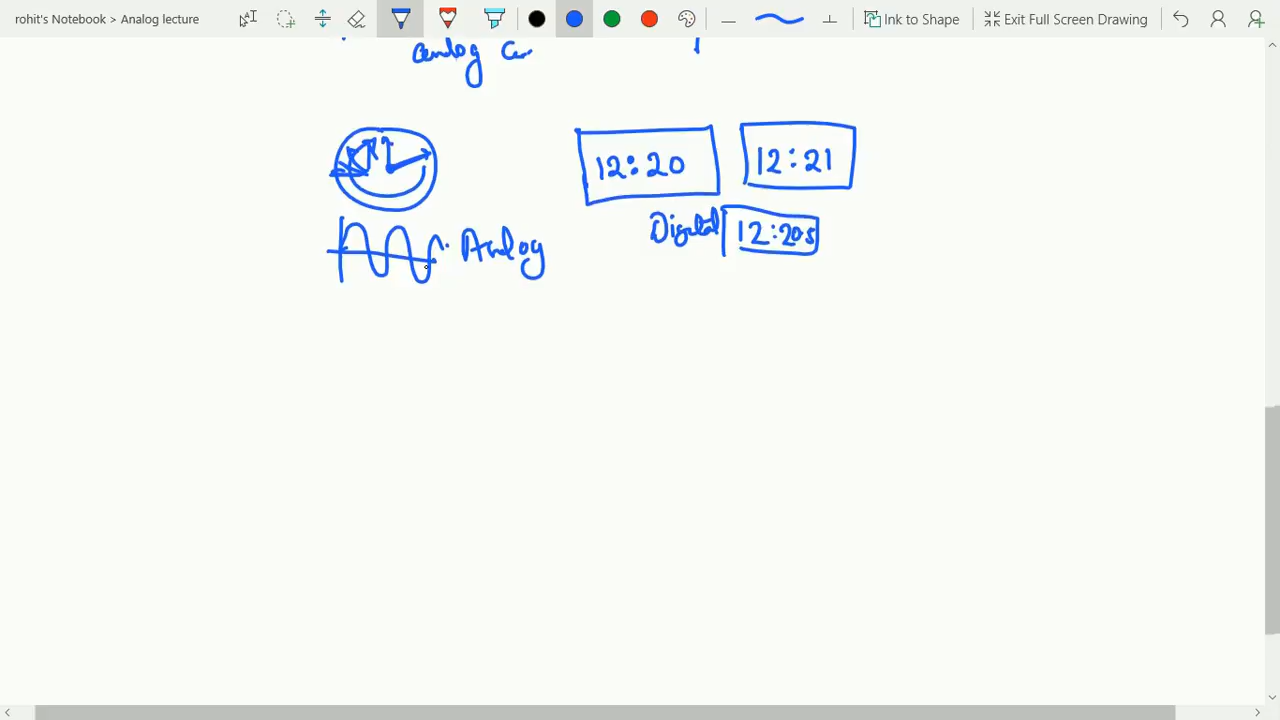 rohit's Notebook > Analog lecture
Ink to Shape
Exit Full Screen Drawing
analog
12:20
12:21
Digital
12:20s
Analog